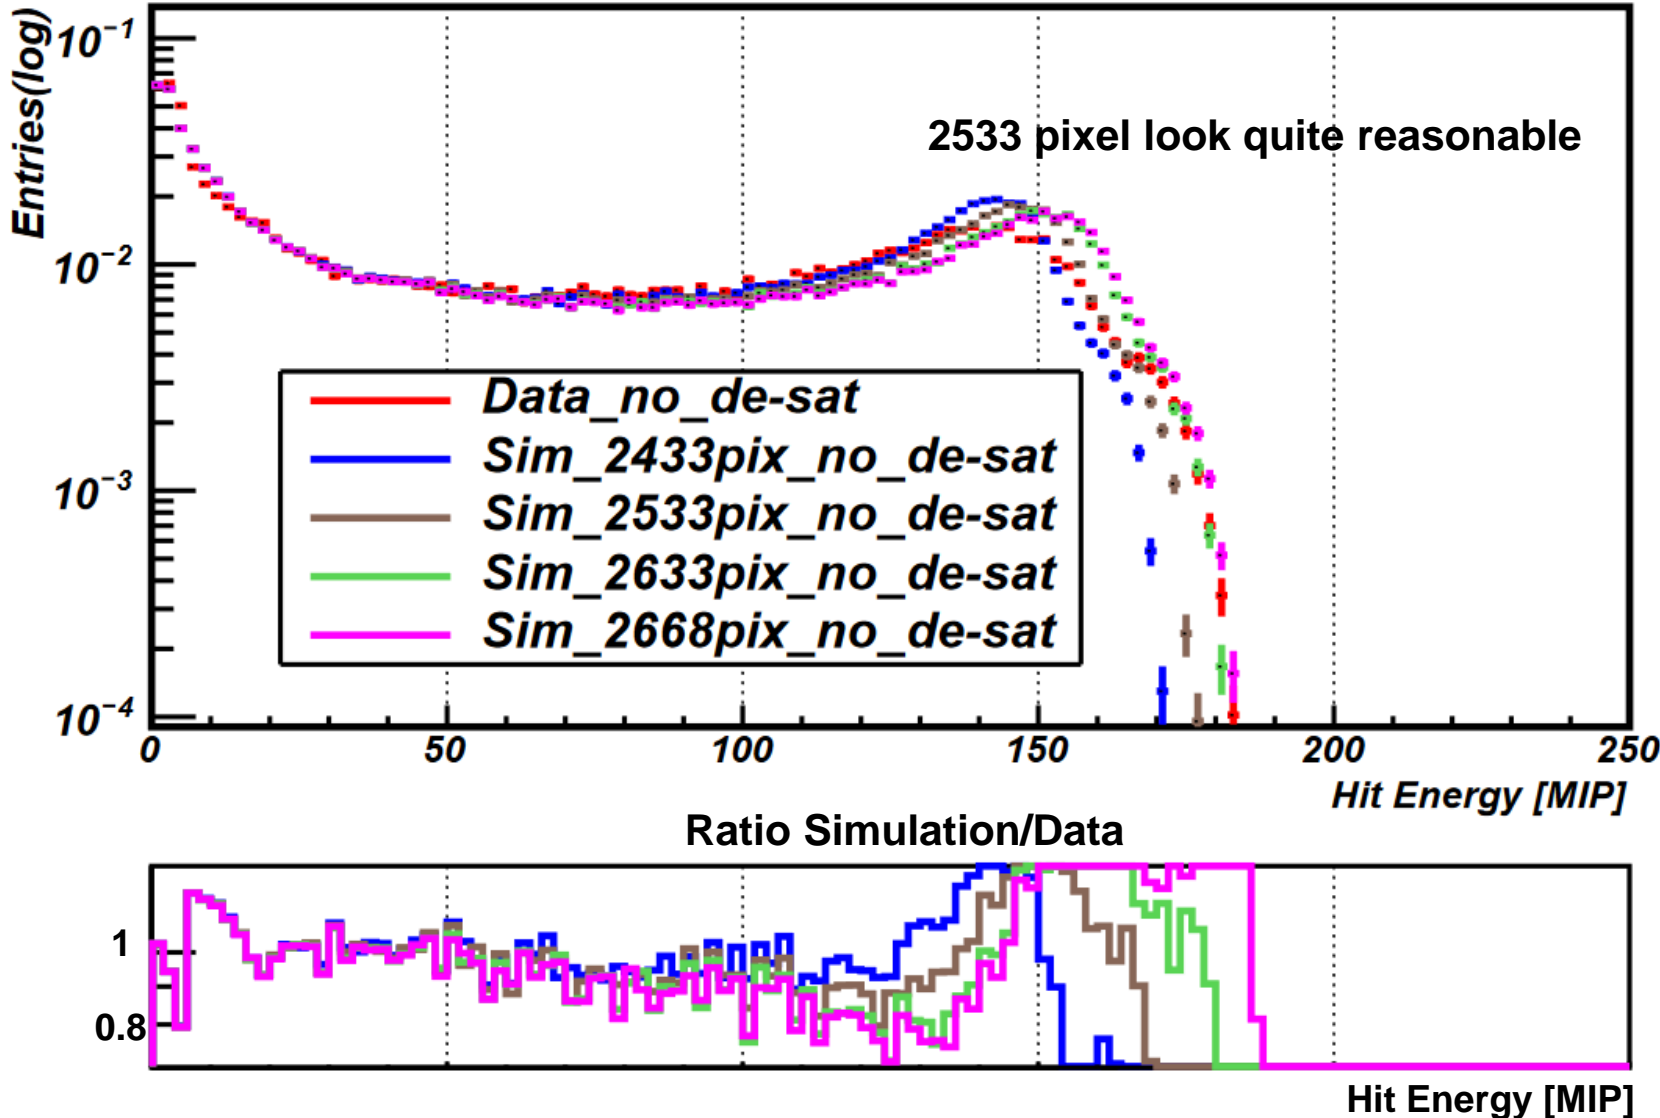 Entries(log)
10⁻¹
10⁻²
10⁻³
10⁻⁴
2533 pixel look quite reasonable
Data_no_de-sat
Sim_2433pix_no_de-sat
Sim_2533pix_no_de-sat
Sim_2633pix_no_de-sat
Sim_2668pix_no_de-sat
0 50 100 150 200 250
Hit Energy [MIP]
Ratio Simulation/Data
1
0.8
Hit Energy [MIP]